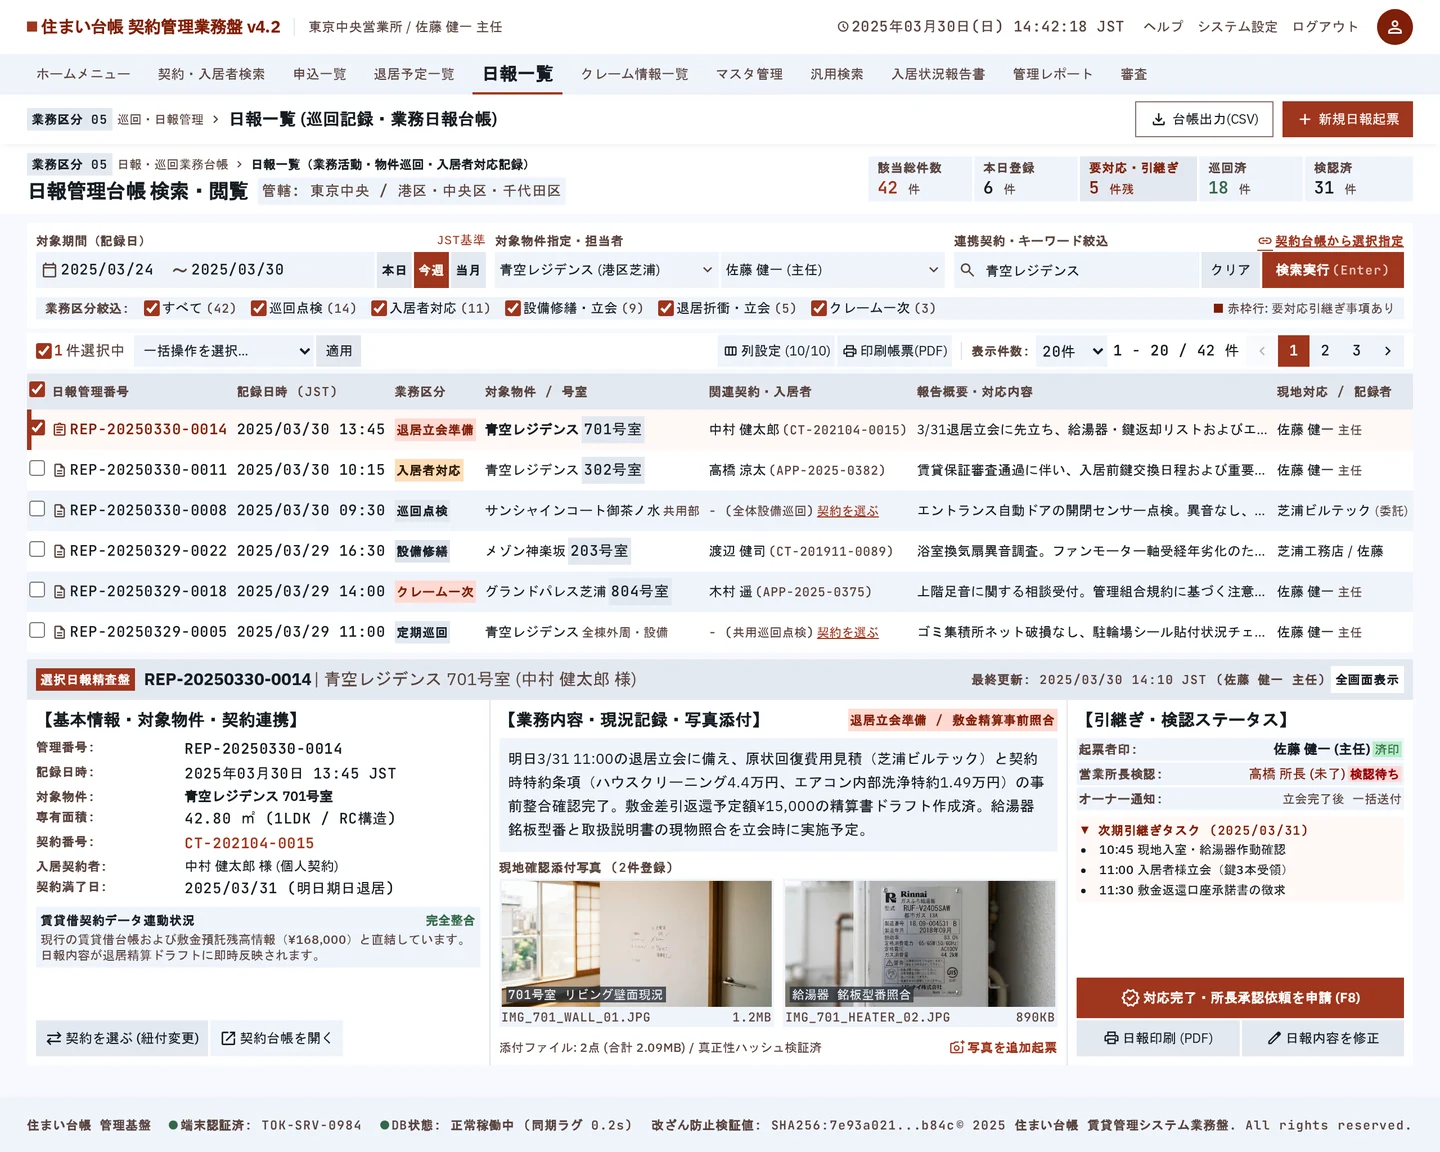 住まい台帳 契約管理業務盤 v4.2
東京中央営業所 / 佐藤 健一 主任
2025年03月30日(日) 14:42:18 JST
ヘルプ システム設定 ログアウト
ホームメニュー 契約・入居者検索 申込一覧 退居予定一覧 日報一覧 クレーム情報一覧 マスタ管理 汎用検索 入居状況報告書 管理レポート 審査
業務区分 05 巡回・日報管理 › 日報一覧 (巡回記録・業務日報台帳)
台帳出力(CSV)
＋ 新規日報起票
業務区分 05 日報・巡回業務台帳 › 日報一覧（業務活動・物件巡回・入居者対応記録）
日報管理台帳 検索・閲覧
管轄: 東京中央 / 港区・中央区・千代田区
該当総件数 42 件
本日登録 6 件
要対応・引継ぎ 5 件残
巡回済 18 件
検認済 31 件
対象期間（記録日） JST基準
2025/03/24 〜 2025/03/30 本日 今週 当月
対象物件指定・担当者
青空レジデンス (港区芝浦)
佐藤 健一 (主任)
連携契約・キーワード絞込 契約台帳から選択指定
青空レジデンス クリア 検索実行(Enter)
業務区分絞込: すべて (42) 巡回点検 (14) 入居者対応 (11) 設備修繕・立会 (9) 退居折衝・立会 (5) クレーム一次 (3)
■ 赤枠行: 要対応引継ぎ事項あり
1 件選択中 一括操作を選択... 適用
列設定 (10/10) 印刷帳票(PDF) 表示件数: 20件 1 - 20 / 42 件 ‹ 1 2 3 ›
日報管理番号 記録日時 (JST) 業務区分 対象物件 / 号室 関連契約・入居者 報告概要・対応内容 現地対応 / 記録者
REP-20250330-0014 2025/03/30 13:45 退居立会準備 青空レジデンス 701号室 中村 健太郎 (CT-202104-0015) 3/31退居立会に先立ち、給湯器・鍵返却リストおよびエ... 佐藤 健一 主任
REP-20250330-0011 2025/03/30 10:15 入居者対応 青空レジデンス 302号室 高橋 涼太 (APP-2025-0382) 賃貸保証審査通過に伴い、入居前鍵交換日程および重要... 佐藤 健一 主任
REP-20250330-0008 2025/03/30 09:30 巡回点検 サンシャインコート御茶ノ水 共用部 - (全体設備巡回) 契約を選ぶ エントランス自動ドアの開閉センサー点検。異音なし、... 芝浦ビルテック (委託)
REP-20250329-0022 2025/03/29 16:30 設備修繕 メゾン神楽坂 203号室 渡辺 健司 (CT-201911-0089) 浴室換気扇異音調査。ファンモーター軸受経年劣化のた... 芝浦工務店 / 佐藤
REP-20250329-0018 2025/03/29 14:00 クレーム一次 グランドパレス芝浦 804号室 木村 遥 (APP-2025-0375) 上階足音に関する相談受付。管理組合規約に基づく注意... 佐藤 健一 主任
REP-20250329-0005 2025/03/29 11:00 定期巡回 青空レジデンス 全棟外周・設備 - (共用巡回点検) 契約を選ぶ ゴミ集積所ネット破損なし、駐輪場シール貼付状況チェ... 佐藤 健一 主任
選択日報精査盤 REP-20250330-0014 | 青空レジデンス 701号室 (中村 健太郎 様)
最終更新: 2025/03/30 14:10 JST (佐藤 健一 主任) 全画面表示
【基本情報・対象物件・契約連携】
管理番号: REP-20250330-0014
記録日時: 2025年03月30日 13:45 JST
対象物件: 青空レジデンス 701号室
専有面積: 42.80 ㎡ (1LDK / RC構造)
契約番号: CT-202104-0015
入居契約者: 中村 健太郎 様 (個人契約)
契約満了日: 2025/03/31 (明日期日退居)
賃貸借契約データ連動状況 完全整合
現行の賃貸借台帳および敷金預託残高情報（¥168,000）と直結しています。
日報内容が退居精算ドラフトに即時反映されます。
契約を選ぶ (紐付変更)
契約台帳を開く
【業務内容・現況記録・写真添付】
退居立会準備 / 敷金精算事前照合
明日3/31 11:00の退居立会に備え、原状回復費用見積（芝浦ビルテック）と契約
時特約条項（ハウスクリーニング4.4万円、エアコン内部洗浄特約1.49万円）の事
前整合確認完了。敷金差引返還予定額¥15,000の精算書ドラフト作成済。給湯器
銘板型番と取扱説明書の現物照合を立会時に実施予定。
現地確認添付写真 (2件登録)
701号室 リビング壁面現況
IMG_701_WALL_01.JPG 1.2MB
Rinnai
RUF-V2405SAW
給湯器 銘板型番照合
IMG_701_HEATER_02.JPG 890KB
添付ファイル: 2点 (合計 2.09MB) / 真正性ハッシュ検証済
写真を追加起票
【引継ぎ・検認ステータス】
起票者印: 佐藤 健一 (主任) 済印
営業所長検認: 高橋 所長 (未了) 検認待ち
オーナー通知: 立会完了後 一括送付
▼ 次期引継ぎタスク (2025/03/31)
• 10:45 現地入室・給湯器作動確認
• 11:00 入居者様立会（鍵3本受領）
• 11:30 敷金返還口座承諾書の徴求
対応完了・所長承認依頼を申請 (F8)
日報印刷 (PDF)
日報内容を修正
住まい台帳 管理基盤 ●端末認証済: TOK-SRV-0984 ●DB状態: 正常稼働中 (同期ラグ 0.2s) 改ざん防止検証値: SHA256:7e93a021...b84c © 2025 住まい台帳 賃貸管理システム業務盤. All rights reserved.